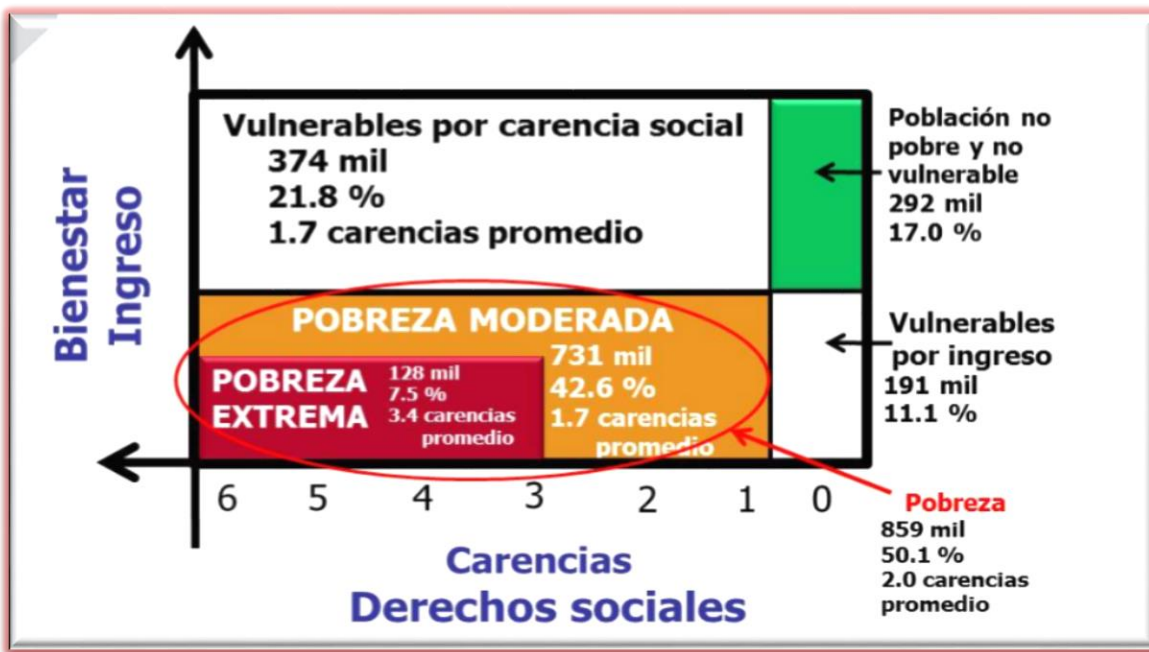 Bienestar
Ingreso
Vulnerables por carencia social
374 mil
21.8 %
1.7 carencias promedio
Población no
pobre y no
vulnerable
292 mil
17.0 %
POBREZA MODERADA
731 mil
42.6 %
1.7 carencias
promedio
POBREZA
EXTREMA
128 mil
7.5 %
3.4 carencias
promedio
Vulnerables
por ingreso
191 mil
11.1 %
6 5 4 3 2 1 0
Pobreza
859 mil
50.1 %
2.0 carencias
promedio
Carencias
Derechos sociales